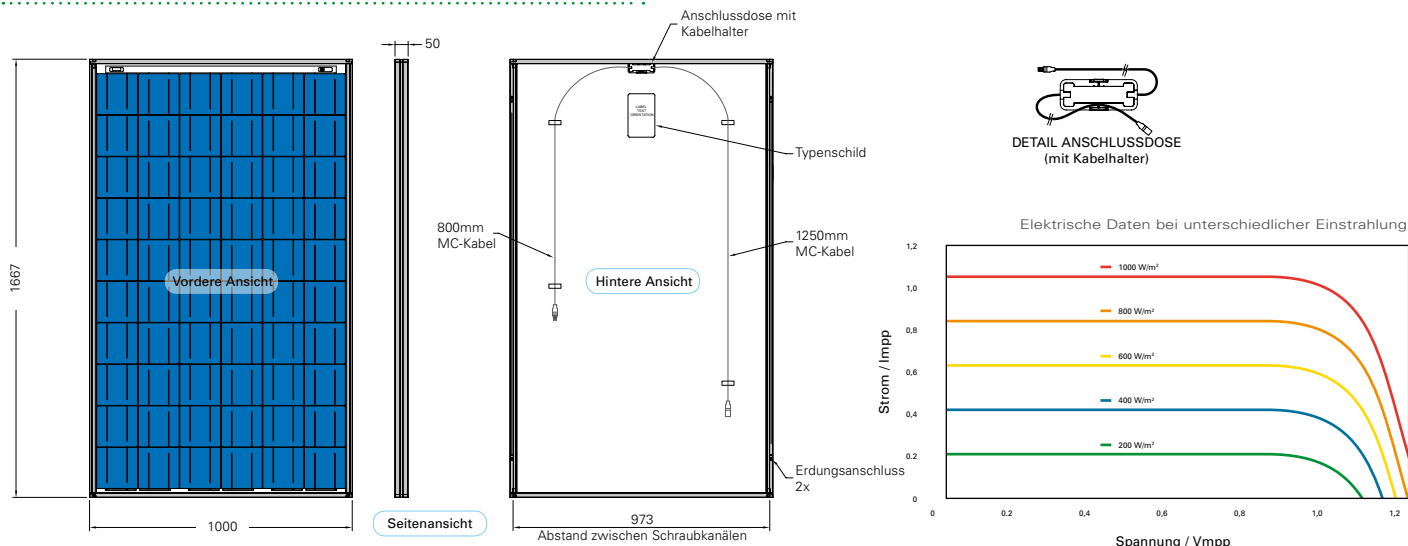 Anschlussdose mit
Kabelhalter
50
LABEL
TEXT
ORIENTATION
Typenschild
DETAIL ANSCHLUSSDOSE
(mit Kabelhalter)
800mm
MC-Kabel
1250mm
MC-Kabel
1667
Vordere Ansicht
Hintere Ansicht
Erdungsanschluss
2x
1000
Seitenansicht
973
Abstand zwischen Schraubkanälen
Elektrische Daten bei unterschiedlicher Einstrahlung
1,2
1,0
0,8
0,6
0,4
0.2
0
Strom / Impp
1000 W/m²
800 W/m²
600 W/m²
400 W/m²
200 W/m²
0 0.2 0,4 0,6 0,8 1,0 1,2
Spannung / Vmpp